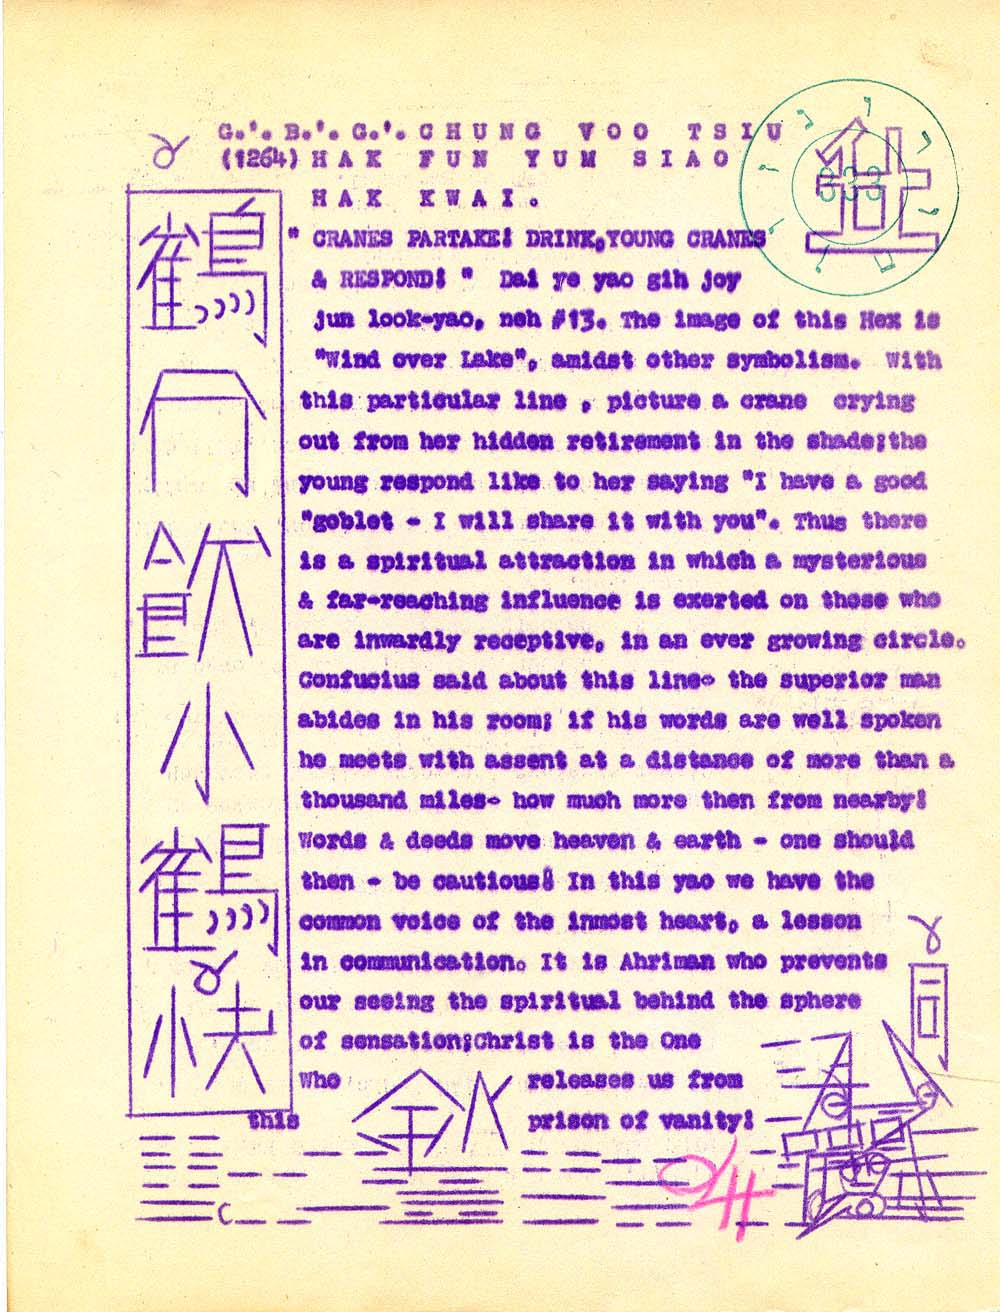 G.'. B.'. G.'. CHUNG VOO TSIU
(1264) HAK FUN YUM SIAO
HAK KWAI.
" CRANES PARTAKE! DRINK,YOUNG CRANES
& RESPOND! " Dai ye yao gih joy
jun look-yao, neh #13. The image of this Hex is
"Wind over Lake", amidst other symbolism. With
this particular line , picture a crane crying
out from her hidden retirement in the shade;the
young respond like to her saying "I have a good
"goblet - I will share it with you". Thus there
is a spiritual attraction in which a mysterious
& far-reaching influence is exerted on those who
are inwardly receptive, in an ever growing circle.
Confucius said about this line- the superior man
abides in his room; if his words are well spoken
he meets with assent at a distance of more than a
thousand miles- how much more then from nearby!
Words & deeds move heaven & earth - one should
then - be cautious! In this yao we have the
common voice of the inmost heart, a lesson
in communication. It is Ahriman who prevents
our seeing the spiritual behind the sphere
of sensation;Christ is the One
Who releases us from
this prison of vanity!
鶴
飲
小
鶴
333